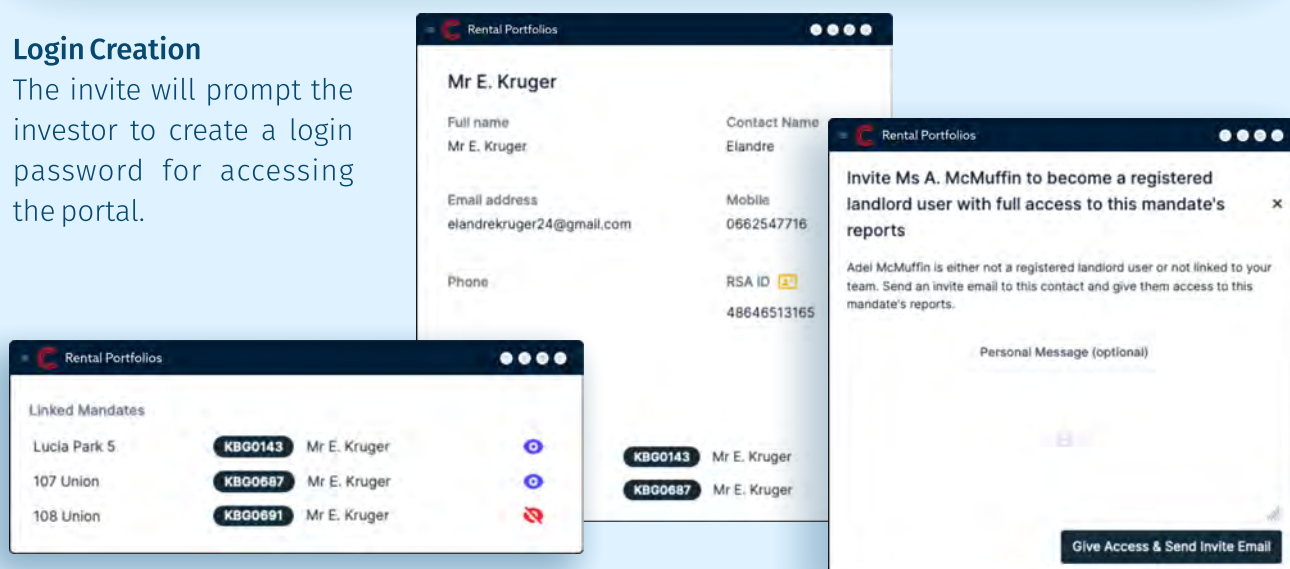 Login Creation
The invite will prompt the
investor to create a login
password for accessing
the portal.
Rental Portfolios
Mr E. Kruger
Full name
Contact Name
Mr E. Kruger
Elandre
Email address
Mobile
elandrekruger24@gmail.com
0662547716
Phone
RSA ID
48646513165
KBG0143 Mr E. Kruger
KBG0687 Mr E. Kruger
Rental Portfolios
Invite Ms A. McMuffin to become a registered
landlord user with full access to this mandate's
reports
Adel McMuffin is either not a registered landlord user or not linked to your
team. Send an invite email to this contact and give them access to this
mandate's reports.
Personal Message (optional)
Give Access & Send Invite Email
Rental Portfolios
Linked Mandates
Lucia Park 5 KBG0143 Mr E. Kruger
107 Union KBG0687 Mr E. Kruger
108 Union KBG0691 Mr E. Kruger